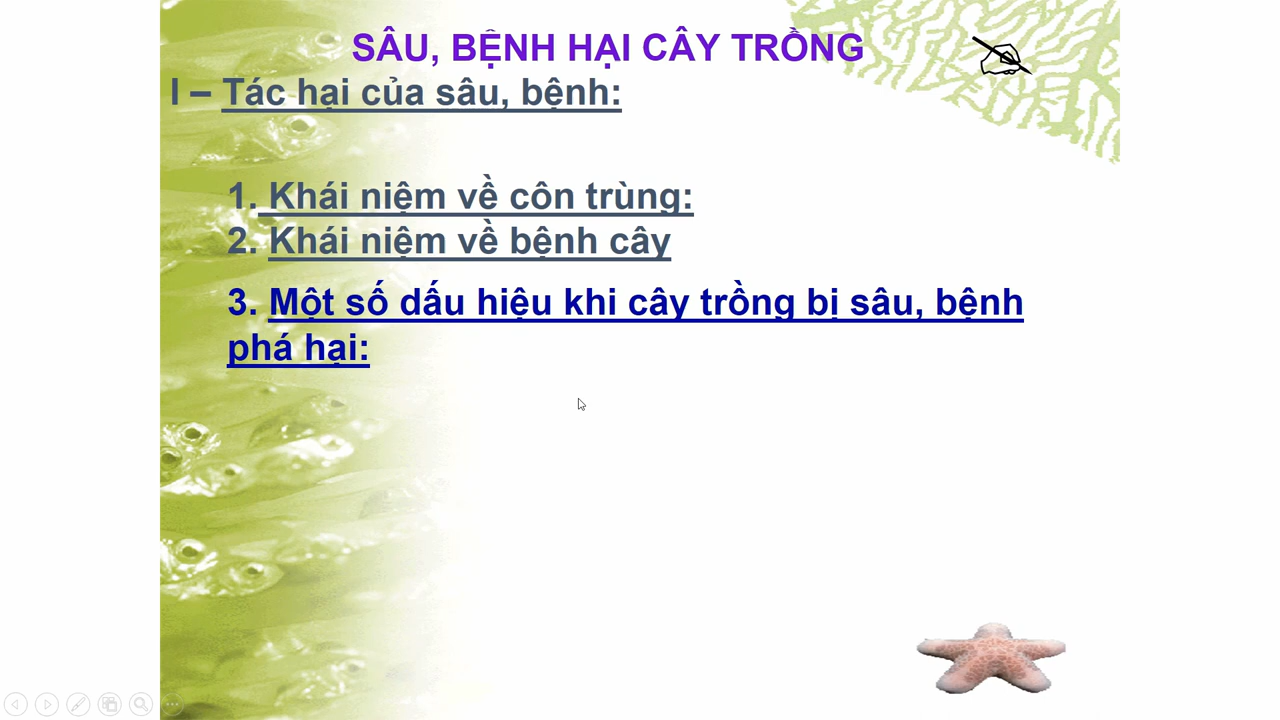 SÂU, BỆNH HẠI CÂY TRỒNG
I – Tác hại của sâu, bệnh:
1. Khái niệm về côn trùng:
2. Khái niệm về bệnh cây
3. Một số dấu hiệu khi cây trồng bị sâu, bệnh
phá hại: